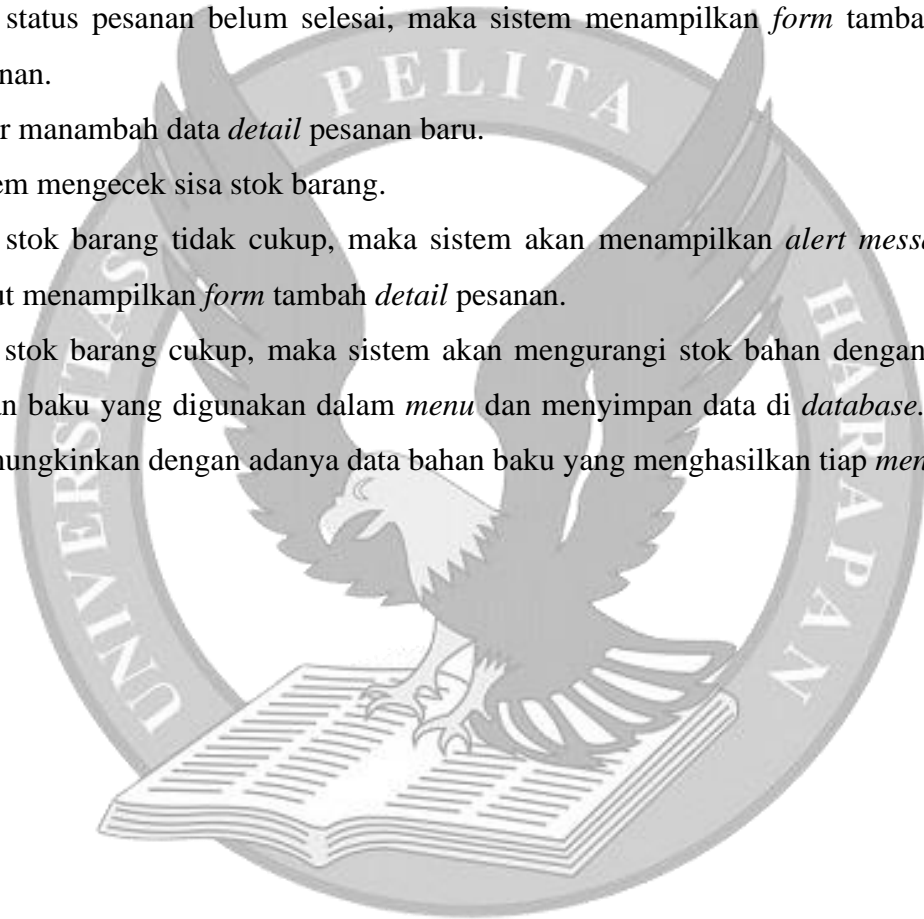 status pesanan belum selesai, maka sistem menampilkan form tamba
nan.
r manambah data detail pesanan baru.
em mengecek sisa stok barang.
stok barang tidak cukup, maka sistem akan menampilkan alert mess
ut menampilkan form tambah detail pesanan.
stok barang cukup, maka sistem akan mengurangi stok bahan dengan
an baku yang digunakan dalam menu dan menyimpan data di database.
mungkinkan dengan adanya data bahan baku yang menghasilkan tiap men
UNIVERSITAS PELITA HARAPAN